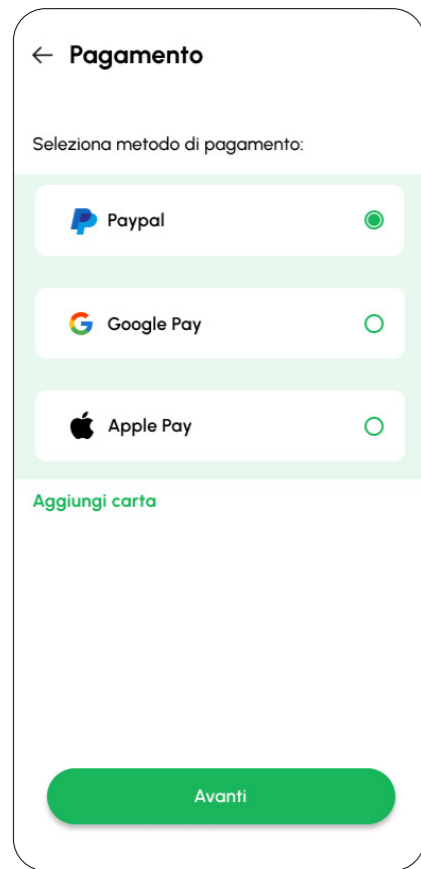 Pagamento
Seleziona metodo di pagamento:
Paypal
Google Pay
Apple Pay
Aggiungi carta
Avanti